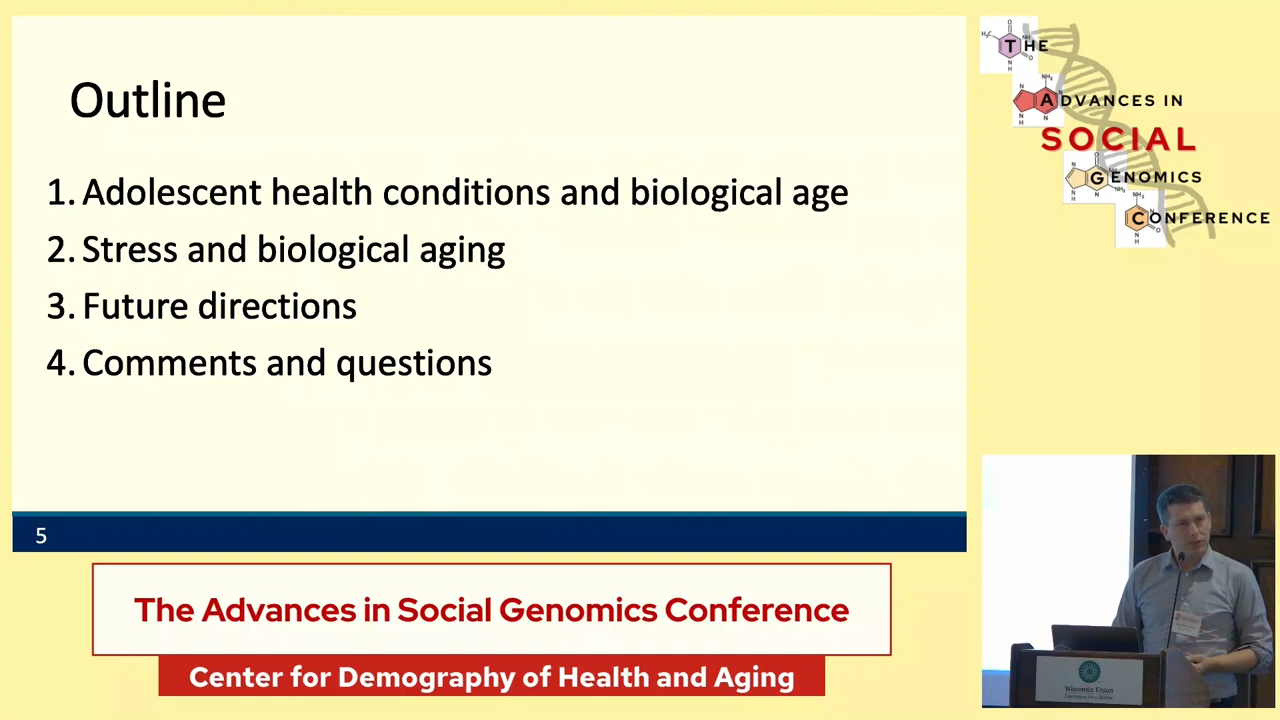 Outline
1. Adolescent health conditions and biological age
2. Stress and biological aging
3. Future directions
4. Comments and questions
5
THE
ADVANCES IN
SOCIAL
GENOMICS
CONFERENCE
The Advances in Social Genomics Conference
Center for Demography of Health and Aging
Wisconsin Union